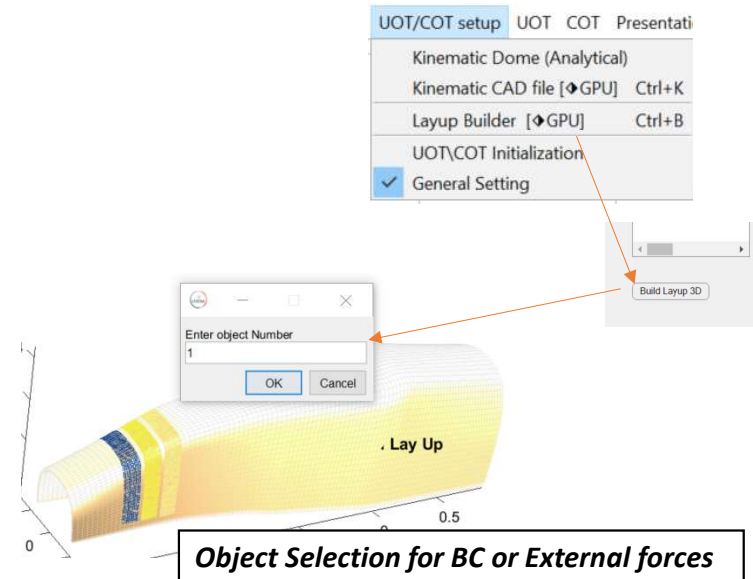 UOT/COT setup UOT COT Presentati
Kinematic Dome (Analytical)
Kinematic CAD file [GPU] Ctrl+K
Layup Builder [GPU] Ctrl+B
UOT\COT Initialization
General Setting
Build Layup 3D
Enter object Number
1
OK Cancel
. Lay Up
0.5
0
0
Object Selection for BC or External forces